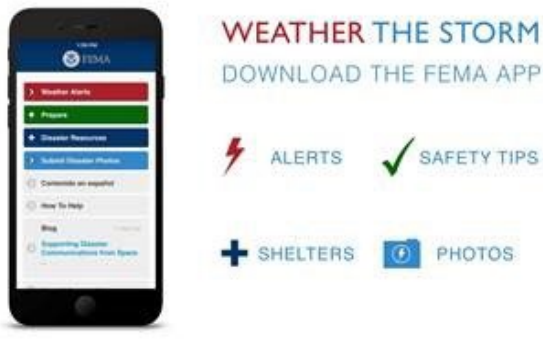 FEMA
Weather Alerts
Prepare
Disaster Resources
Submit Disaster Photos
Contenido en español
How To Help
Blog
Supporting Disaster
Communications from Space
WEATHER THE STORM
DOWNLOAD THE FEMA APP
ALERTS
SAFETY TIPS
SHELTERS
PHOTOS